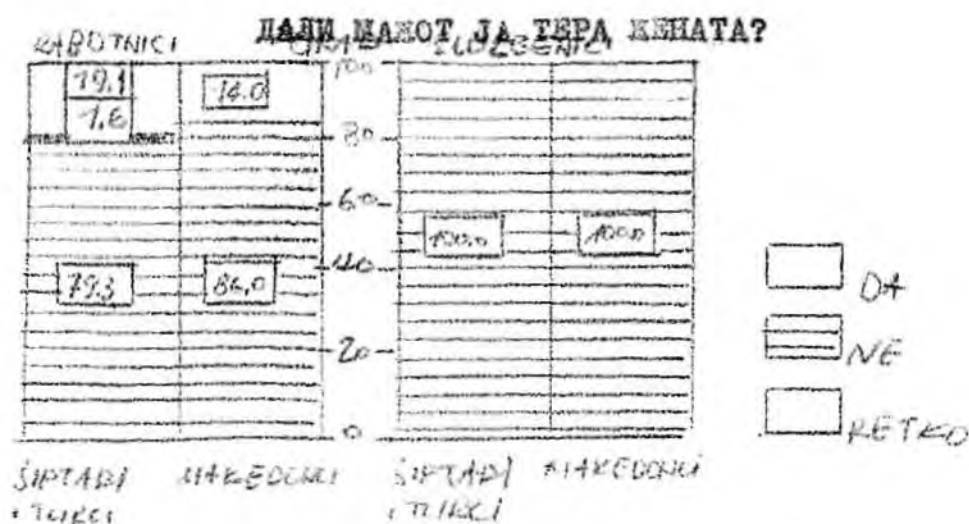 ДАЛИ МАЖОТ ЈА ТЕПА ЖЕНАТА?
RABOTNICI
100
19.1
1.6
14.0
80
60
100.0
100.0
40
79.3
86,0
20
0
DA
NE
RETKO
ŠIPTARI MAKEDONCI ŠIPTARI MAKEDONCI
I TURCI I TURCI